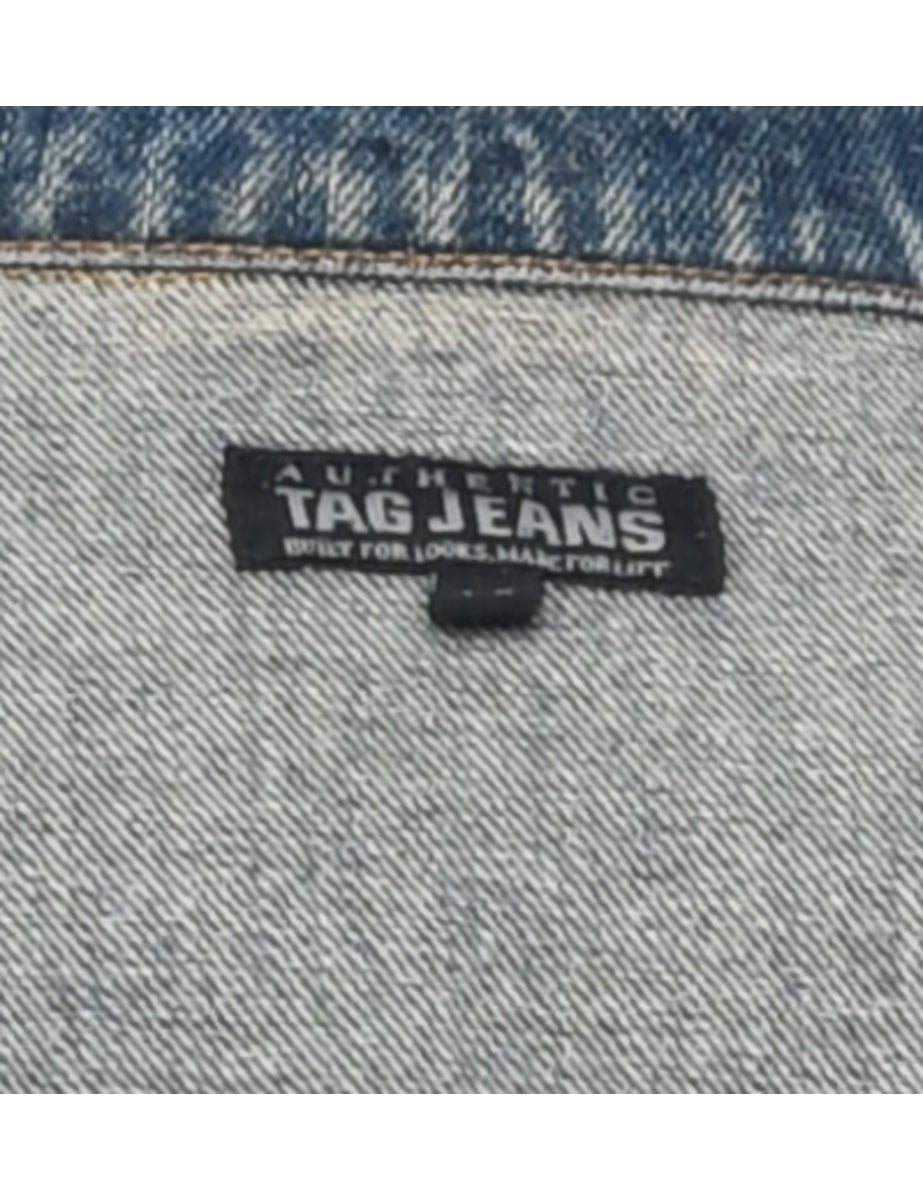 AUTHENTIC
TAG JEANS
BUILT FOR LOOKS. MADE FOR LIFE